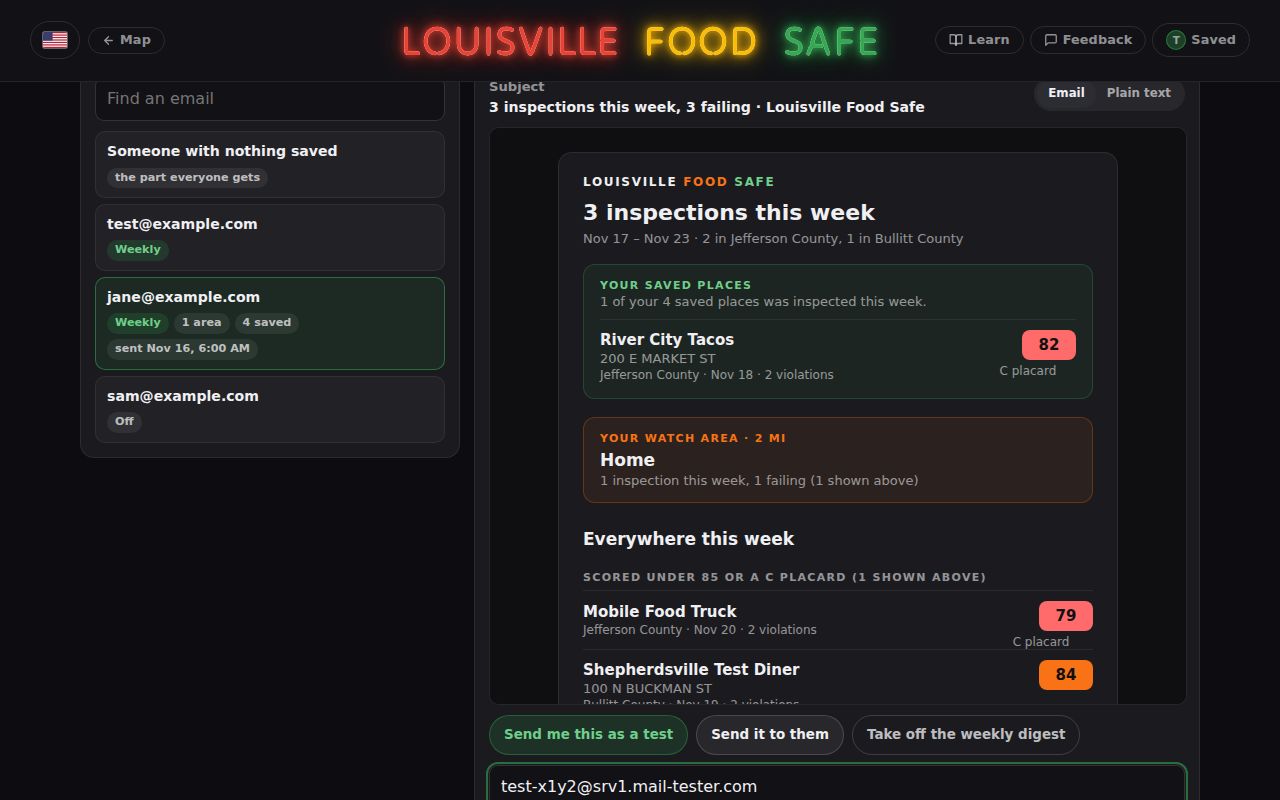 Map
LOUISVILLE FOOD SAFE
Learn
Feedback
T Saved
Find an email
Someone with nothing saved
the part everyone gets
test@example.com
Weekly
jane@example.com
Weekly 1 area 4 saved
sent Nov 16, 6:00 AM
sam@example.com
Off
Subject
3 inspections this week, 3 failing · Louisville Food Safe
Email Plain text
LOUISVILLE FOOD SAFE
3 inspections this week
Nov 17 – Nov 23 · 2 in Jefferson County, 1 in Bullitt County
YOUR SAVED PLACES
1 of your 4 saved places was inspected this week.
River City Tacos
82
200 E MARKET ST
C placard
Jefferson County · Nov 18 · 2 violations
YOUR WATCH AREA · 2 MI
Home
1 inspection this week, 1 failing (1 shown above)
Everywhere this week
SCORED UNDER 85 OR A C PLACARD (1 SHOWN ABOVE)
Mobile Food Truck
79
Jefferson County · Nov 20 · 2 violations
C placard
Shepherdsville Test Diner
84
100 N BUCKMAN ST
Bullitt County · Nov 19 · 2 violations
Send me this as a test
Send it to them
Take off the weekly digest
test-x1y2@srv1.mail-tester.com